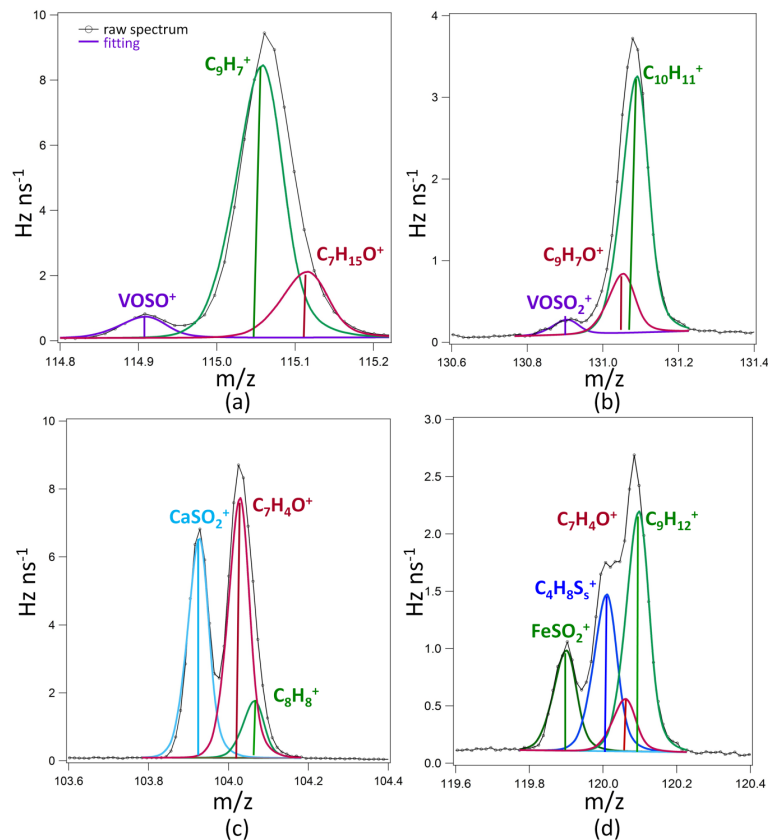 raw spectrum
fitting
C₉H₇⁺
C₇H₁₅O⁺
VOSO⁺
10
8
6
4
2
0
Hz ns⁻¹
114.8 114.9 115.0 115.1 115.2
m/z
(a)
C₁₀H₁₁⁺
C₉H₇O⁺
VOSO₂⁺
4
3
2
1
0
130.6 130.8 131.0 131.2 131.4
m/z
(b)
CaSO₂⁺
C₇H₄O⁺
C₈H₈⁺
10
8
6
4
2
0
Hz ns⁻¹
103.6 103.8 104.0 104.2 104.4
m/z
(c)
C₇H₄O⁺
C₉H₁₂⁺
C₄H₈Sₛ⁺
FeSO₂⁺
3.0
2.5
2.0
1.5
1.0
0.5
0.0
Hz ns⁻¹
119.6 119.8 120.0 120.2 120.4
m/z
(d)